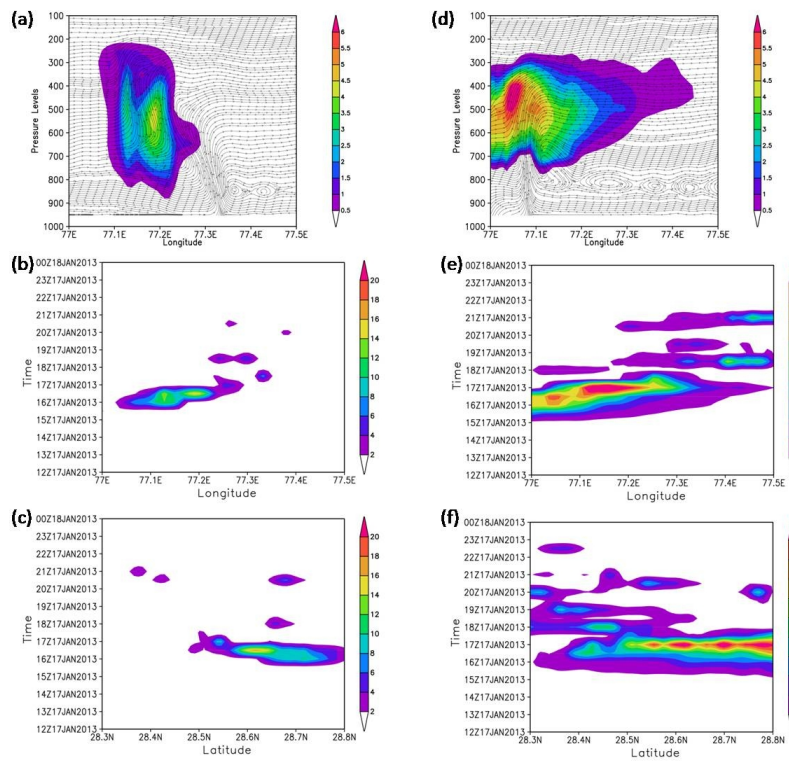 (a)
100
200
300
400
500
600
700
800
900
1000
Pressure Levels
77E 77.1E 77.2E 77.3E 77.4E 77.5E
Longitude
6
5.5
5
4.5
4
3.5
3
2.5
2
1.5
1
0.5
(d)
100
200
300
400
500
600
700
800
900
1000
Pressure Levels
77E 77.1E 77.2E 77.3E 77.4E 77.5E
Longitude
6
5.5
5
4.5
4
3.5
3
2.5
2
1.5
1
0.5
(b)
00Z18JAN2013
23Z17JAN2013
22Z17JAN2013
21Z17JAN2013
20Z17JAN2013
19Z17JAN2013
18Z17JAN2013
17Z17JAN2013
16Z17JAN2013
15Z17JAN2013
14Z17JAN2013
13Z17JAN2013
12Z17JAN2013
Time
77E 77.1E 77.2E 77.3E 77.4E 77.5E
Longitude
20
18
16
14
12
10
8
6
4
2
(e)
00Z18JAN2013
23Z17JAN2013
22Z17JAN2013
21Z17JAN2013
20Z17JAN2013
19Z17JAN2013
18Z17JAN2013
17Z17JAN2013
16Z17JAN2013
15Z17JAN2013
14Z17JAN2013
13Z17JAN2013
12Z17JAN2013
Time
77E 77.1E 77.2E 77.3E 77.4E 77.5E
Longitude
(c)
00Z18JAN2013
23Z17JAN2013
22Z17JAN2013
21Z17JAN2013
20Z17JAN2013
19Z17JAN2013
18Z17JAN2013
17Z17JAN2013
16Z17JAN2013
15Z17JAN2013
14Z17JAN2013
13Z17JAN2013
12Z17JAN2013
Time
28.3N 28.4N 28.5N 28.6N 28.7N 28.8N
Latitude
20
18
16
14
12
10
8
6
4
2
(f)
00Z18JAN2013
23Z17JAN2013
22Z17JAN2013
21Z17JAN2013
20Z17JAN2013
19Z17JAN2013
18Z17JAN2013
17Z17JAN2013
16Z17JAN2013
15Z17JAN2013
14Z17JAN2013
13Z17JAN2013
12Z17JAN2013
Time
28.3N 28.4N 28.5N 28.6N 28.7N 28.8N
Latitude